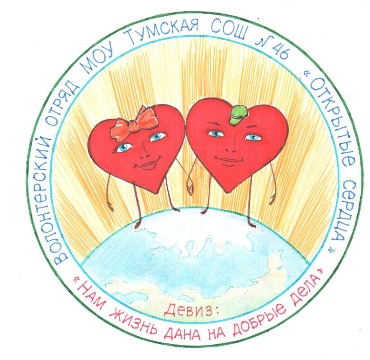 Волонтерский отряд МОУ Тумская СОШ №46 «Открытые сердца»
Девиз:
«Нам жизнь дана на добрые дела»